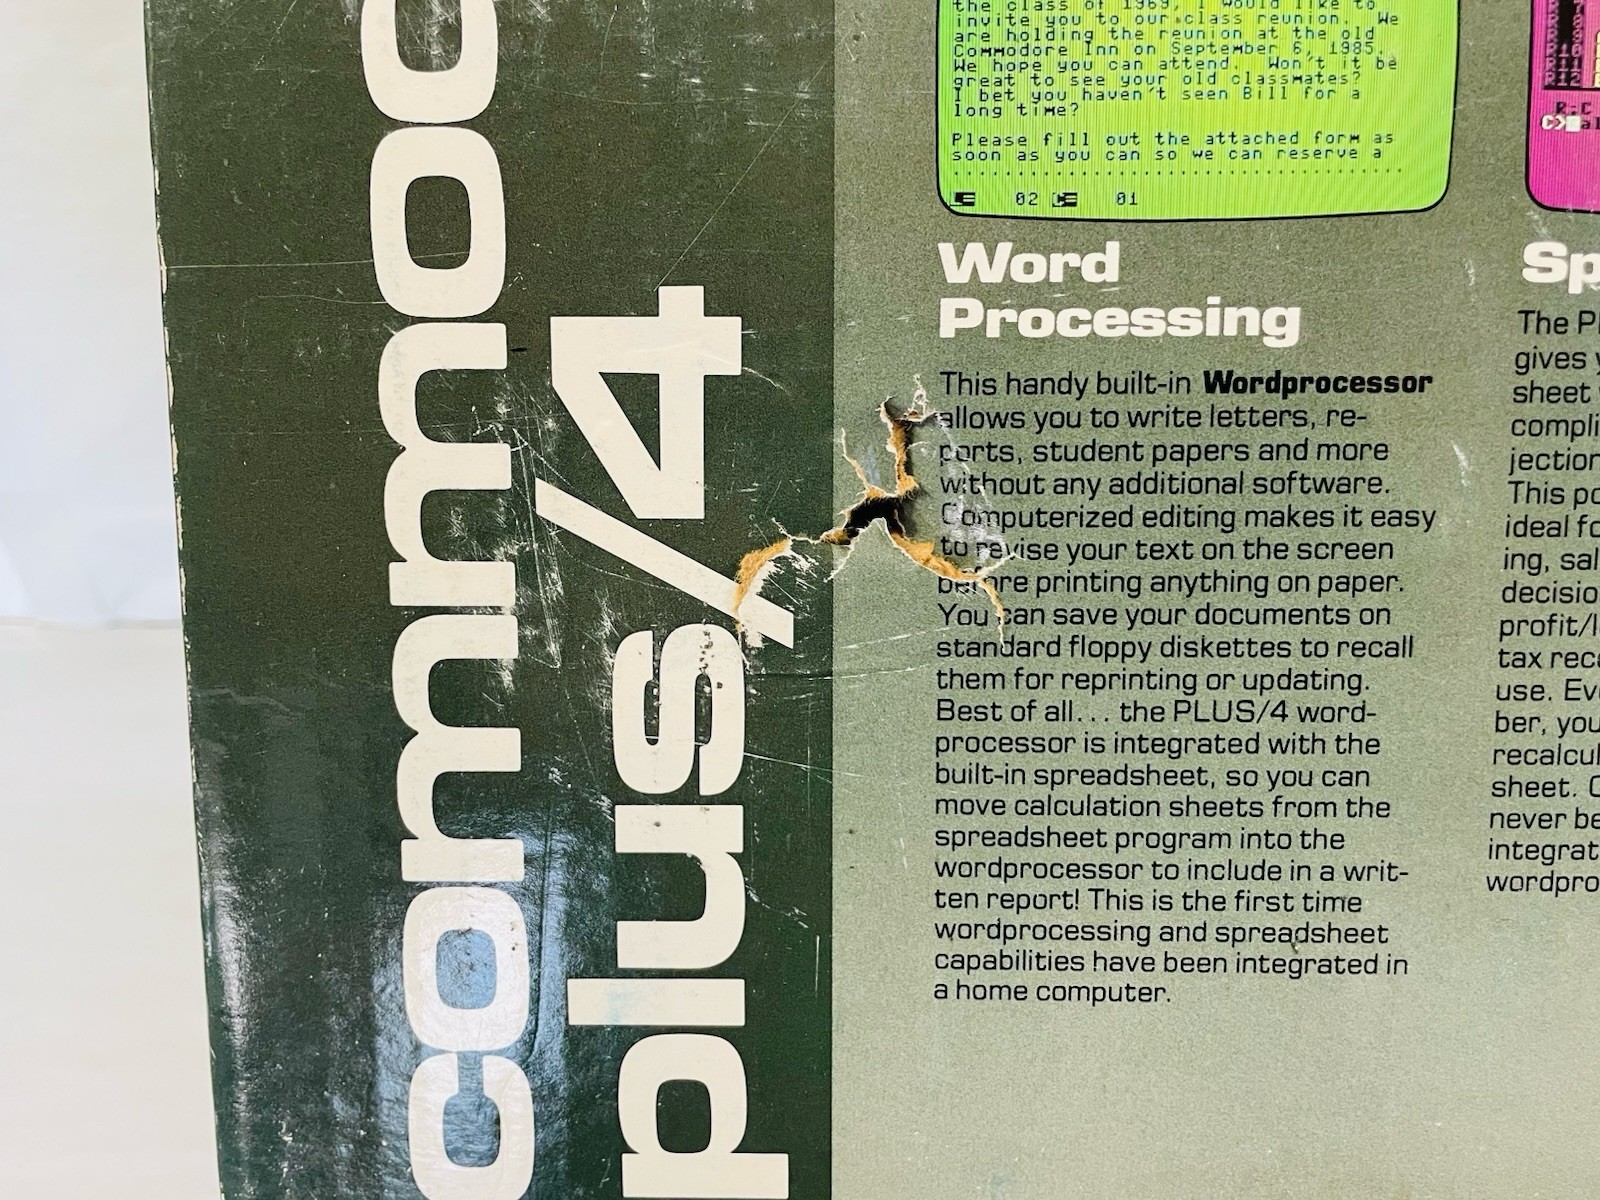 commod
plus/4
the class of 1969, I would like to
invite you to our class reunion. We
are holding the reunion at the old
Commodore Inn on September 6, 1985.
We hope you can attend. Won't it be
great to see your old classmates?
I bet you haven't seen Bill for a
long time?
Please fill out the attached form as
soon as you can so we can reserve a
02 01
Word
Processing
This handy built-in Wordprocessor
allows you to write letters, re-
ports, student papers and more
without any additional software.
Computerized editing makes it easy
to revise your text on the screen
before printing anything on paper.
You can save your documents on
standard floppy diskettes to recall
them for reprinting or updating.
Best of all... the PLUS/4 word-
processor is integrated with the
built-in spreadsheet, so you can
move calculation sheets from the
spreadsheet program into the
wordprocessor to include in a writ-
ten report! This is the first time
wordprocessing and spreadsheet
capabilities have been integrated in
a home computer.
R;C
Sp
The Pl
gives y
sheet
compli
jection
This po
ideal fo
ing, sal
decisio
profit/l
tax rec
use. Ev
ber, you
recalcul
sheet. C
never be
integrat
wordpro